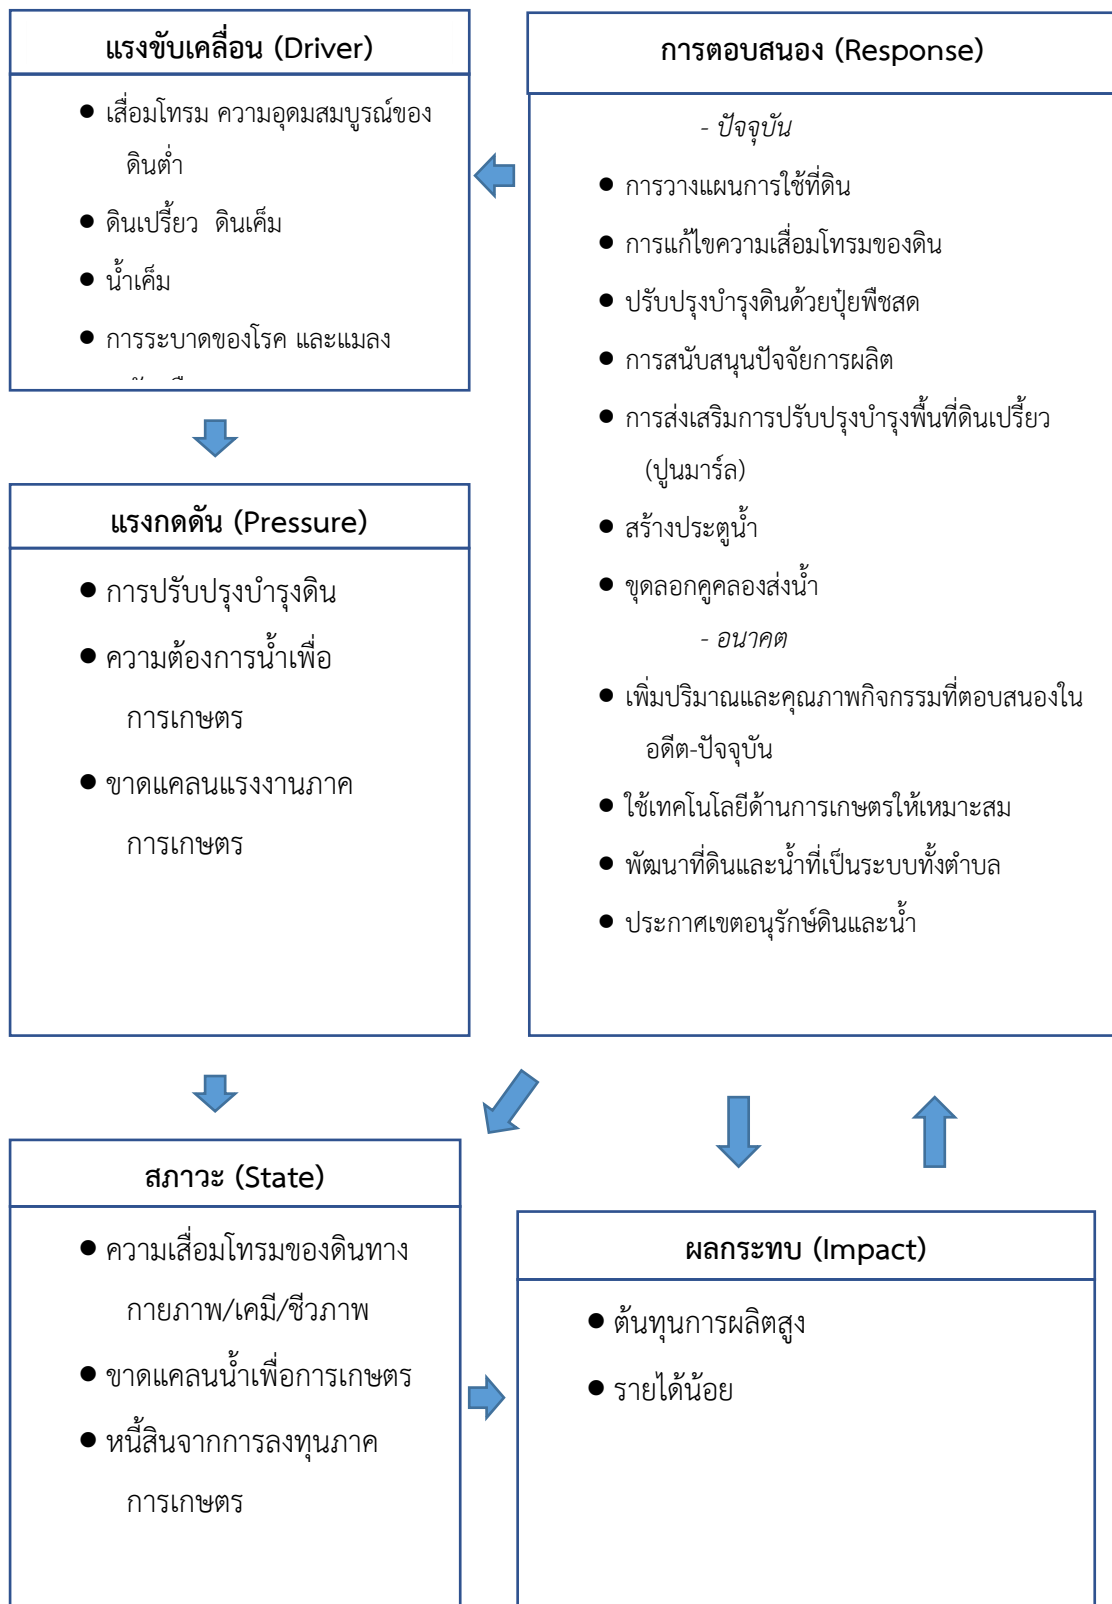 แรงขับเคลื่อน (Driver)
● เสื่อมโทรม ความอุดมสมบูรณ์ของ
ดินต่ำ
● ดินเปรี้ยว ดินเค็ม
● น้ำเค็ม
● การระบาดของโรค และแมลง
แรงกดดัน (Pressure)
● การปรับปรุงบำรุงดิน
● ความต้องการน้ำเพื่อ
การเกษตร
● ขาดแคลนแรงงานภาค
การเกษตร
การตอบสนอง (Response)
- ปัจจุบัน
● การวางแผนการใช้ที่ดิน
● การแก้ไขความเสื่อมโทรมของดิน
● ปรับปรุงบำรุงดินด้วยปุ๋ยพืชสด
● การสนับสนุนปัจจัยการผลิต
● การส่งเสริมการปรับปรุงบำรุงพื้นที่ดินเปรี้ยว
(ปูนมาร์ล)
● สร้างประตูน้ำ
● ขุดลอกคูคลองส่งน้ำ
- อนาคต
● เพิ่มปริมาณและคุณภาพกิจกรรมที่ตอบสนองใน
อดีต-ปัจจุบัน
● ใช้เทคโนโลยีด้านการเกษตรให้เหมาะสม
● พัฒนาที่ดินและน้ำที่เป็นระบบทั้งตำบล
● ประกาศเขตอนุรักษ์ดินและน้ำ
สภาวะ (State)
● ความเสื่อมโทรมของดินทาง
กายภาพ/เคมี/ชีวภาพ
● ขาดแคลนน้ำเพื่อการเกษตร
● หนี้สินจากการลงทุนภาค
การเกษตร
ผลกระทบ (Impact)
● ต้นทุนการผลิตสูง
● รายได้น้อย